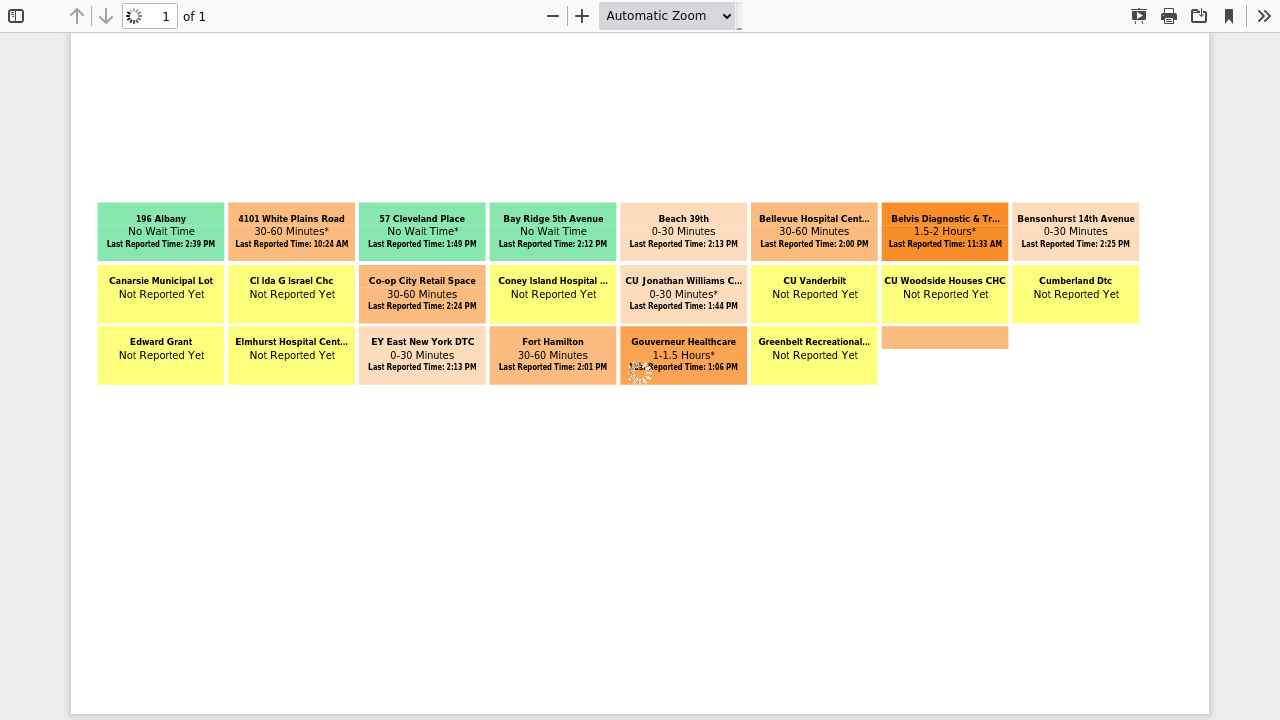 1 of 1 Automatic Zoom
196 Albany
No Wait Time
Last Reported Time: 2:39 PM
4101 White Plains Road
30-60 Minutes*
Last Reported Time: 10:24 AM
57 Cleveland Place
No Wait Time*
Last Reported Time: 1:49 PM
Bay Ridge 5th Avenue
No Wait Time
Last Reported Time: 2:12 PM
Beach 39th
0-30 Minutes
Last Reported Time: 2:13 PM
Bellevue Hospital Cent...
30-60 Minutes
Last Reported Time: 2:00 PM
Belvis Diagnostic & Tr...
1.5-2 Hours*
Last Reported Time: 11:33 AM
Bensonhurst 14th Avenue
0-30 Minutes
Last Reported Time: 2:25 PM
Canarsie Municipal Lot
Not Reported Yet
CI Ida G Israel Chc
Not Reported Yet
Co-op City Retail Space
30-60 Minutes
Last Reported Time: 2:24 PM
Coney Island Hospital ...
Not Reported Yet
CU Jonathan Williams C...
0-30 Minutes*
Last Reported Time: 1:44 PM
CU Vanderbilt
Not Reported Yet
CU Woodside Houses CHC
Not Reported Yet
Cumberland Dtc
Not Reported Yet
Edward Grant
Not Reported Yet
Elmhurst Hospital Cent...
Not Reported Yet
EY East New York DTC
0-30 Minutes
Last Reported Time: 2:13 PM
Fort Hamilton
30-60 Minutes
Last Reported Time: 2:01 PM
Gouverneur Healthcare
1-1.5 Hours*
Reported Time: 1:06 PM
Greenbelt Recreational...
Not Reported Yet